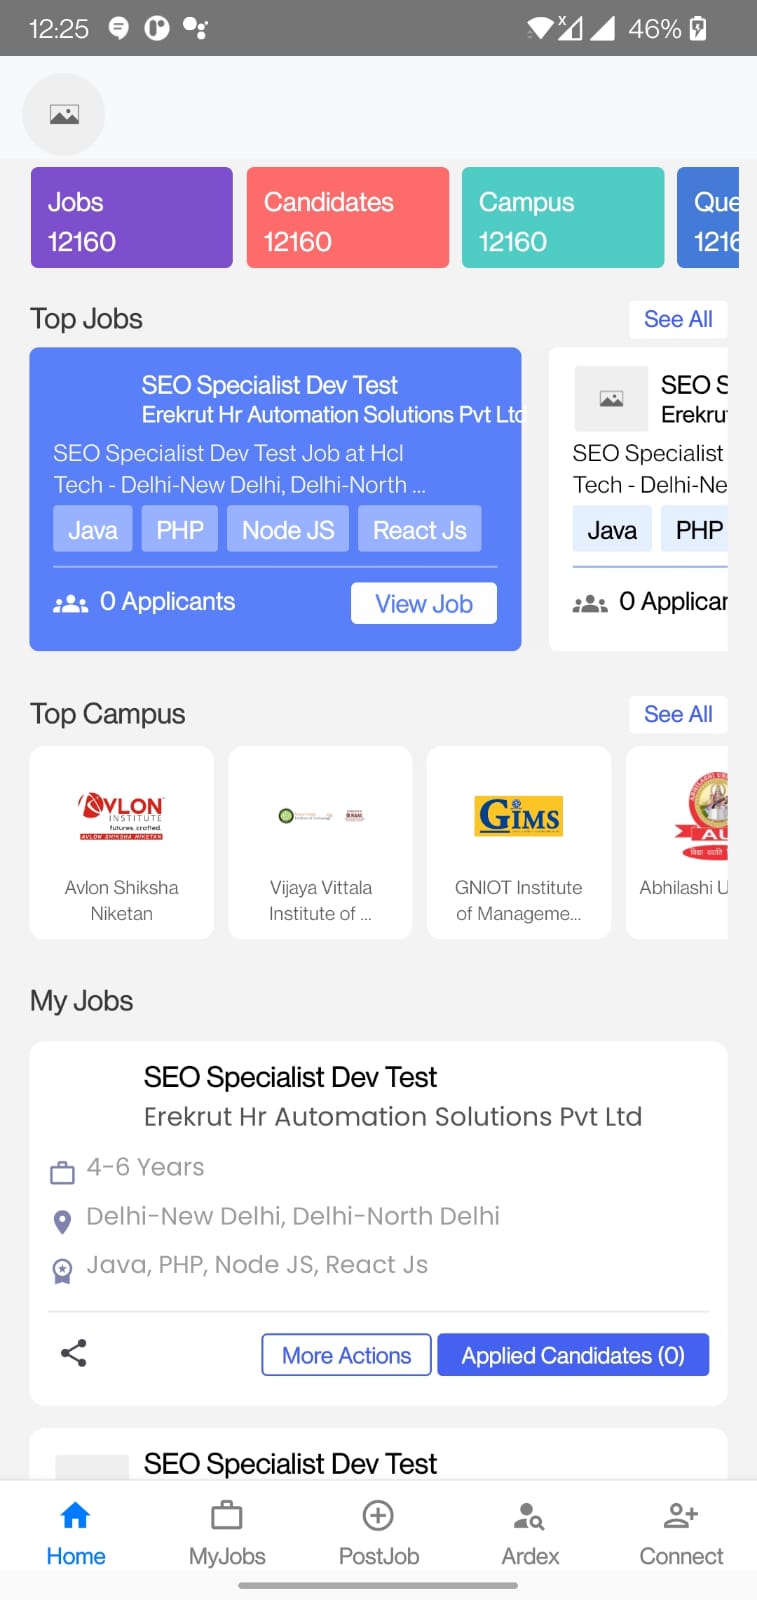 12:25
46%
Jobs
12160
Candidates
12160
Campus
12160
Que
1216
Top Jobs
See All
SEO Specialist Dev Test
Erekrut Hr Automation Solutions Pvt Ltd
SEO Specialist Dev Test Job at Hcl
Tech - Delhi-New Delhi, Delhi-North ...
Java PHP Node JS React Js
0 Applicants
View Job
SEO S
Erekru
SEO Specialist
Tech - Delhi-Ne
Java PHP
0 Applicar
Top Campus
See All
AVLON
INSTITUTE
futures. crafted.
AVLON SHIKSHA NIKETAN
Avlon Shiksha
Niketan
Vijaya Vittala
Institute of ...
GIMS
GNIOT Institute
of Manageme...
AU
Abhilashi U
My Jobs
SEO Specialist Dev Test
Erekrut Hr Automation Solutions Pvt Ltd
4-6 Years
Delhi-New Delhi, Delhi-North Delhi
Java, PHP, Node JS, React Js
More Actions
Applied Candidates (0)
SEO Specialist Dev Test
Home
MyJobs
PostJob
Ardex
Connect